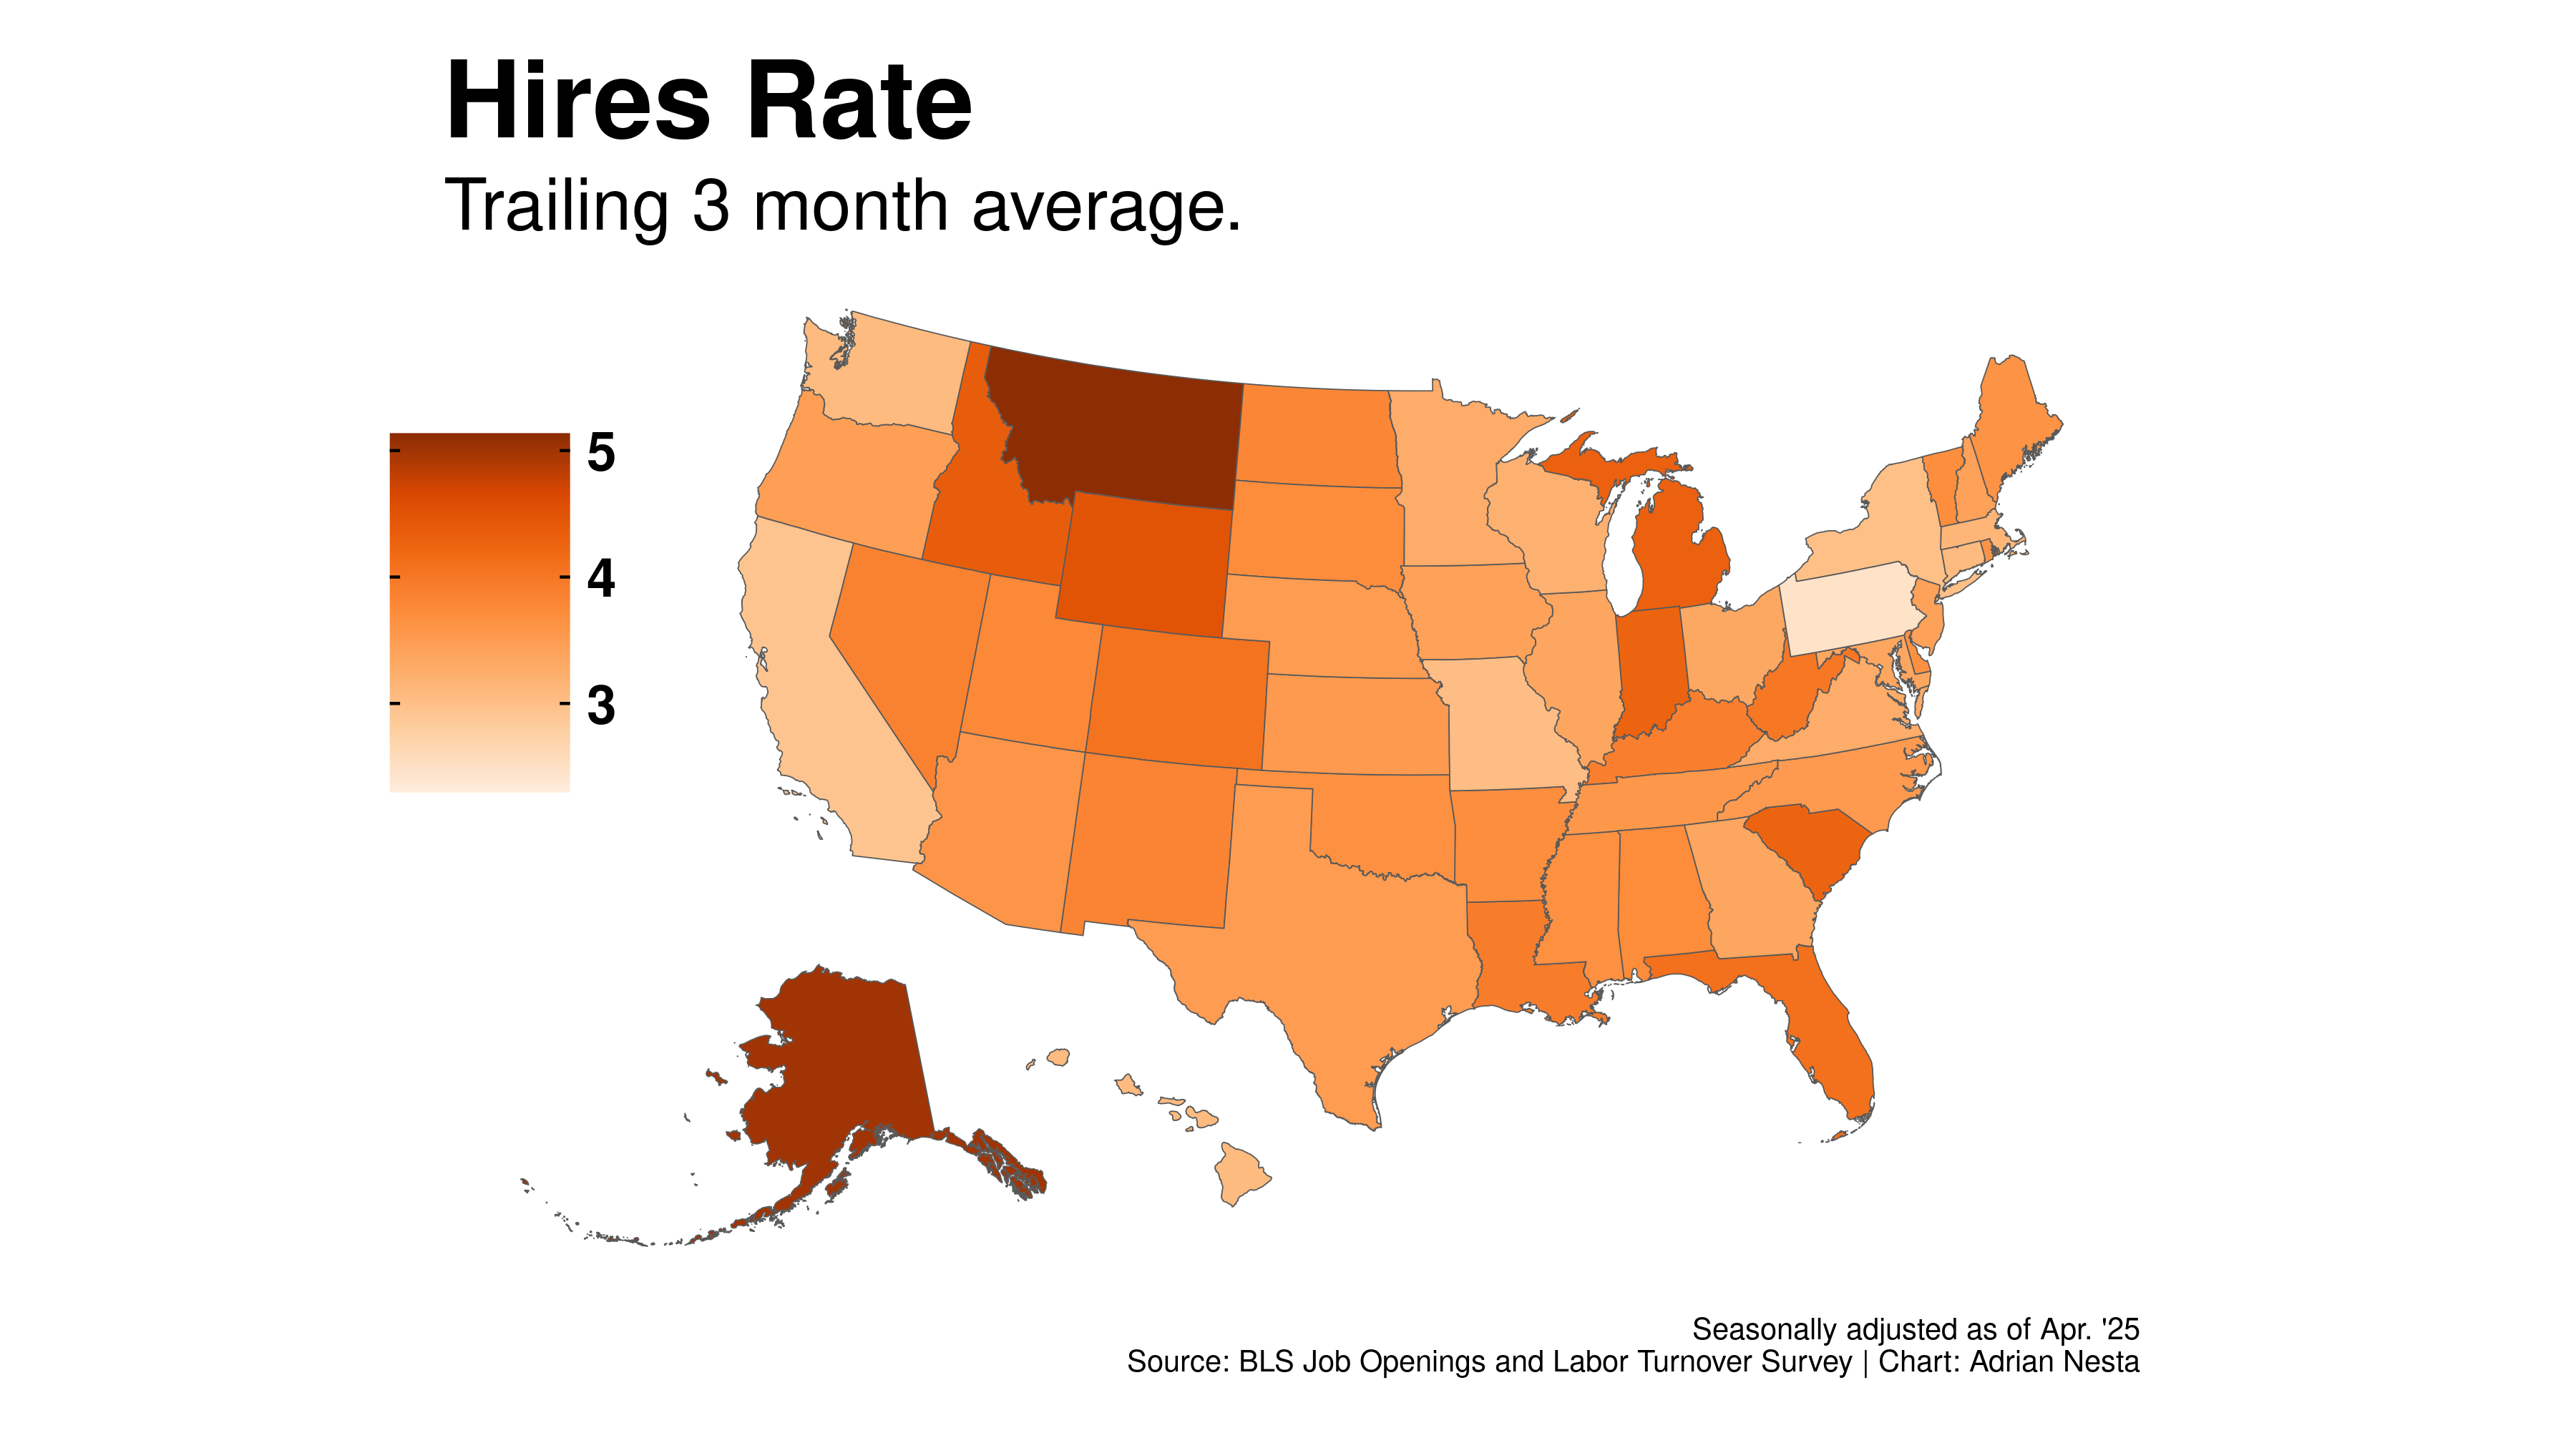 Hires Rate
Trailing 3 month average.
5
4
3
Seasonally adjusted as of Apr. '25
Source: BLS Job Openings and Labor Turnover Survey | Chart: Adrian Nesta